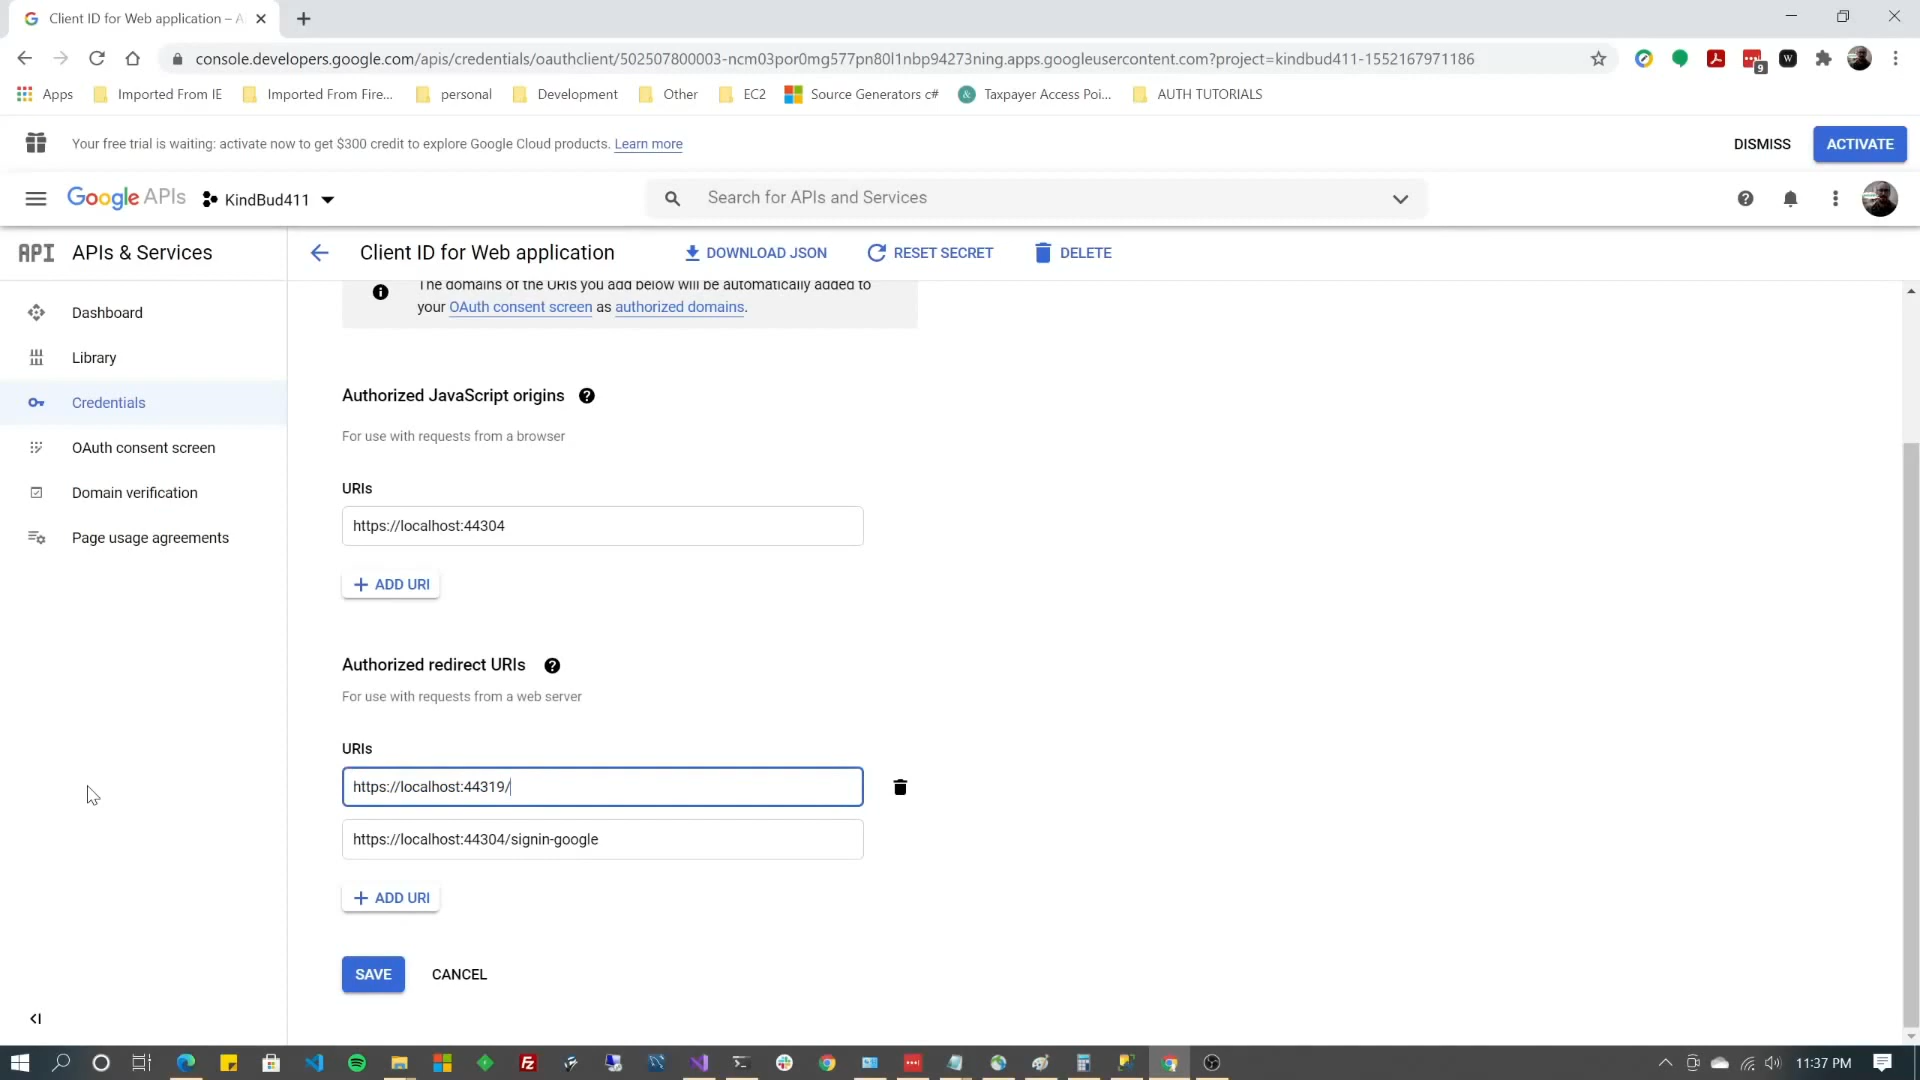 Client ID for Web application – A
console.developers.google.com/apis/credentials/oauthclient/502507800003-ncm03por0mg577pn80l1nbp94273ning.apps.googleusercontent.com?project=kindbud411-1552167971186
9
W
Apps
Imported From IE
Imported From Fire...
personal
Development
Other
EC2
Source Generators c#
Taxpayer Access Poi...
AUTH TUTORIALS
Your free trial is waiting: activate now to get $300 credit to explore Google Cloud products. Learn more
DISMISS
ACTIVATE
Google APIs
KindBud411
Search for APIs and Services
API APIs & Services
Client ID for Web application
DOWNLOAD JSON
RESET SECRET
DELETE
Dashboard
Library
Credentials
OAuth consent screen
Domain verification
Page usage agreements
The domains of the URIs you add below will be automatically added to
your OAuth consent screen as authorized domains.
Authorized JavaScript origins
For use with requests from a browser
URIs
https://localhost:44304
ADD URI
Authorized redirect URIs
For use with requests from a web server
URIs
https://localhost:44319/
https://localhost:44304/signin-google
ADD URI
SAVE
CANCEL
11:37 PM